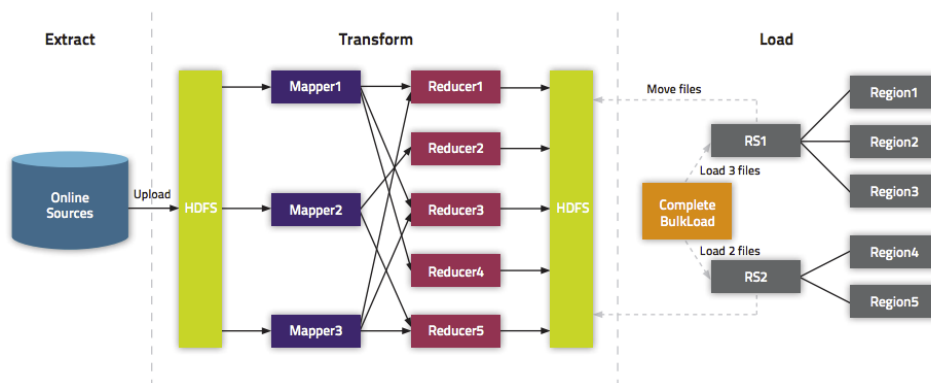 Extract
Transform
Load
Online
Sources
Upload
HDFS
Mapper1
Mapper2
Mapper3
Reducer1
Reducer2
Reducer3
Reducer4
Reducer5
HDFS
Move files
RS1
Load 3 files
Complete
BulkLoad
Load 2 files
RS2
Region1
Region2
Region3
Region4
Region5